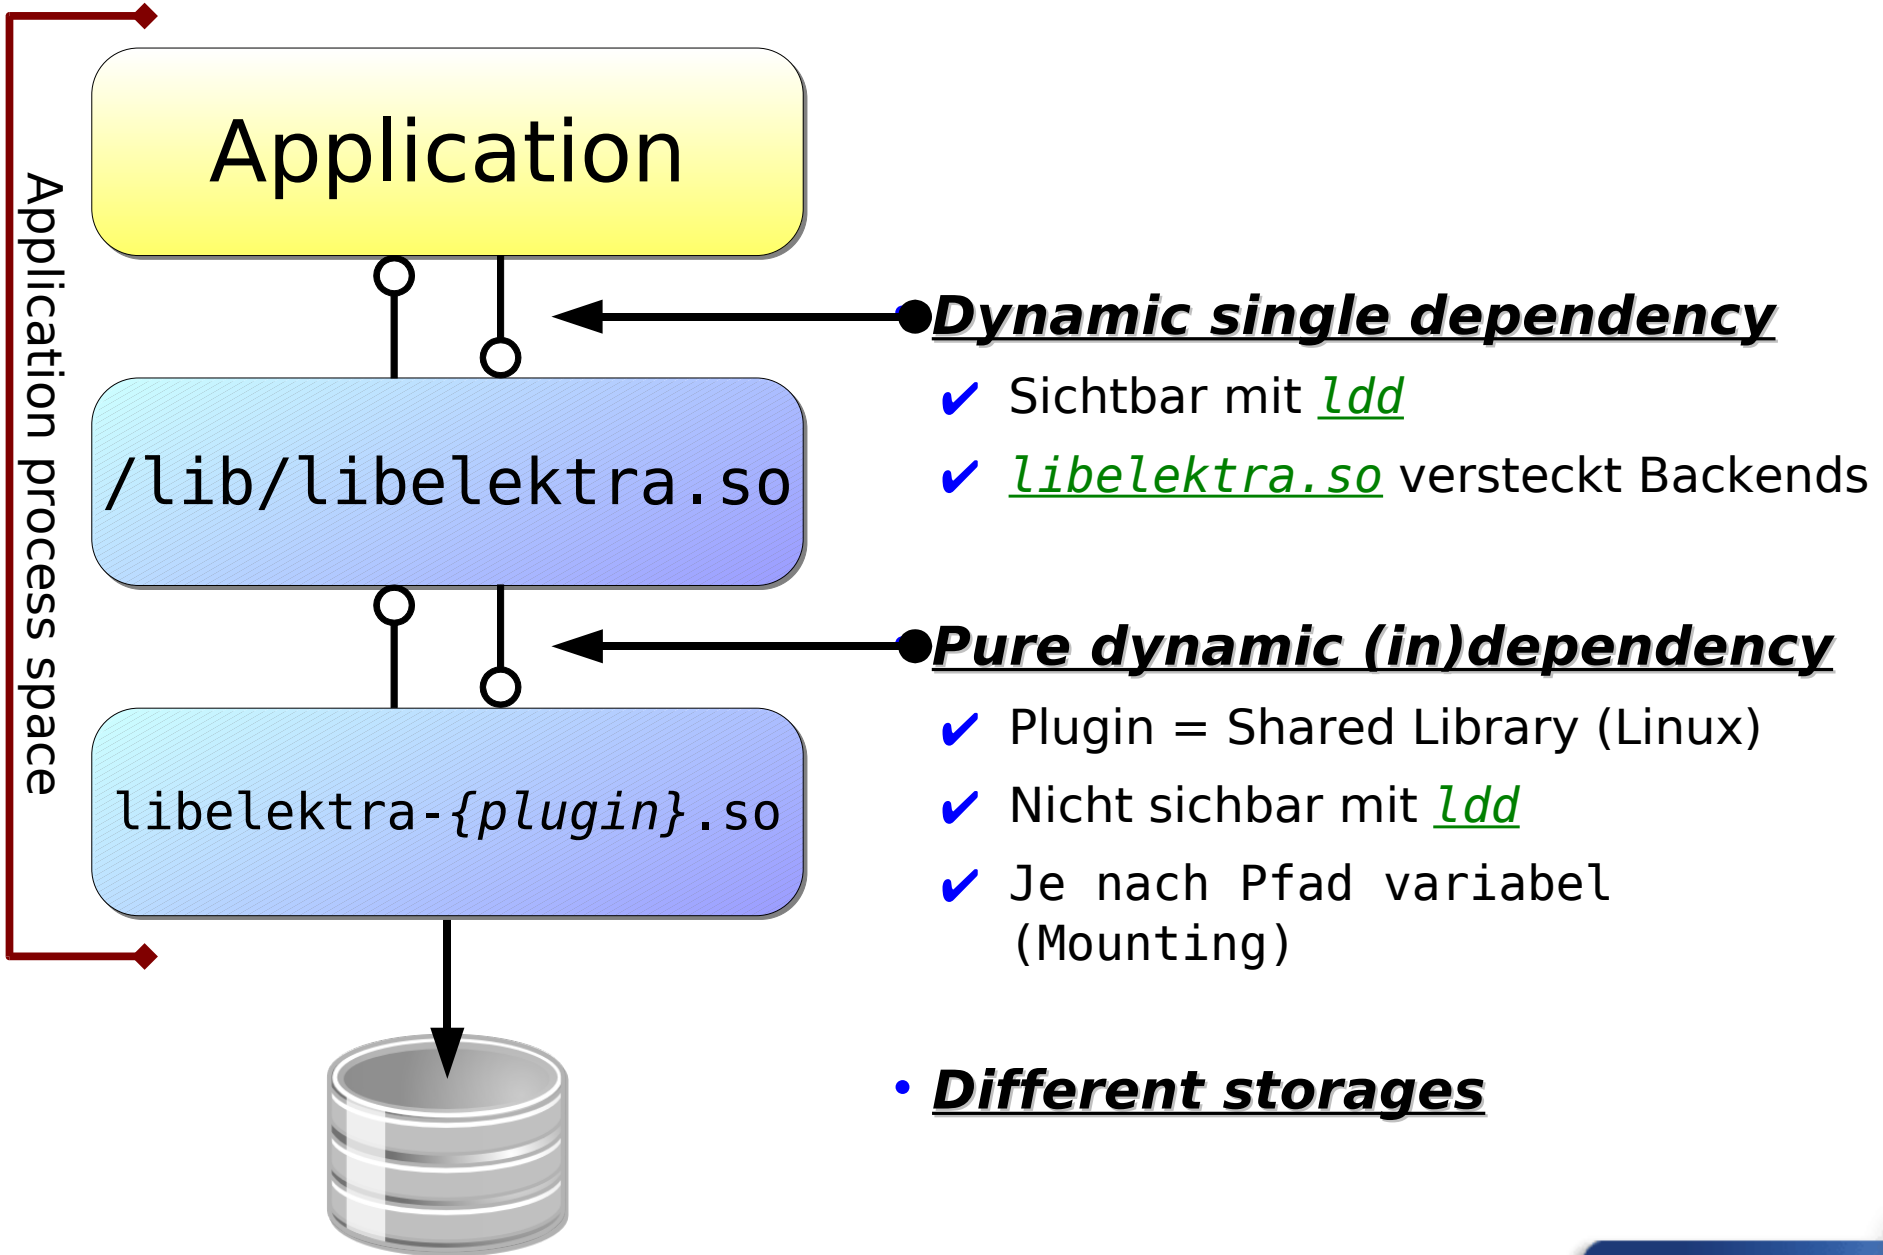 Application process space
Application
/lib/libelektra.so
libelektra-{plugin}.so
Dynamic single dependency
Sichtbar mit ldd
libelektra.so versteckt Backends
Pure dynamic (in)dependency
Plugin = Shared Library (Linux)
Nicht sichbar mit ldd
Je nach Pfad variabel
(Mounting)
Different storages